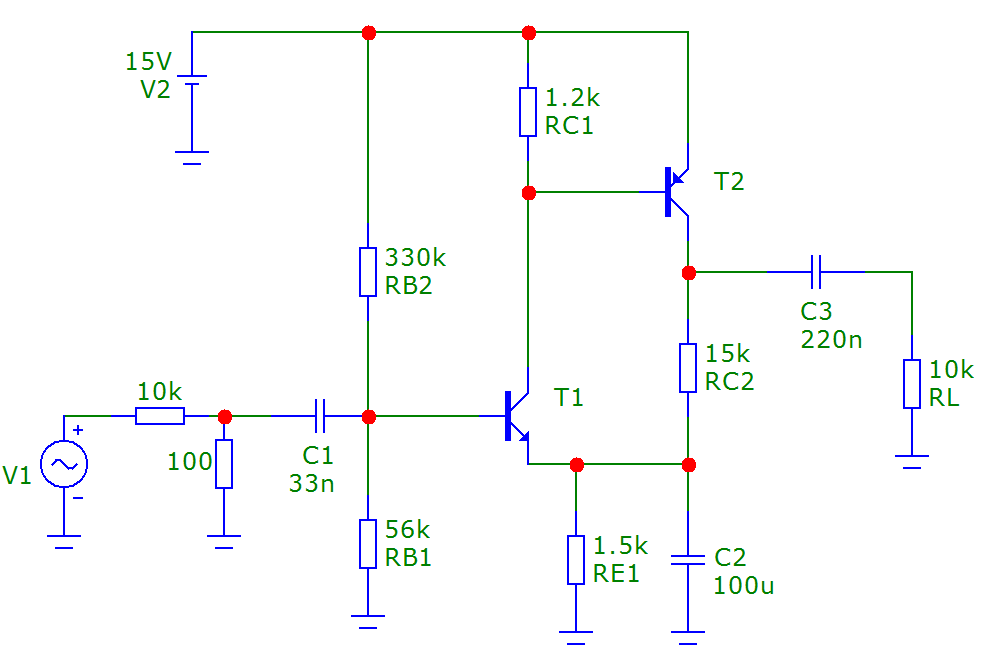 15V
V2
1.2k
RC1
T2
330k
RB2
C3
220n
15k
RC2
10k
RL
10k
T1
V1
+
−
100
C1
33n
56k
RB1
1.5k
RE1
C2
100u